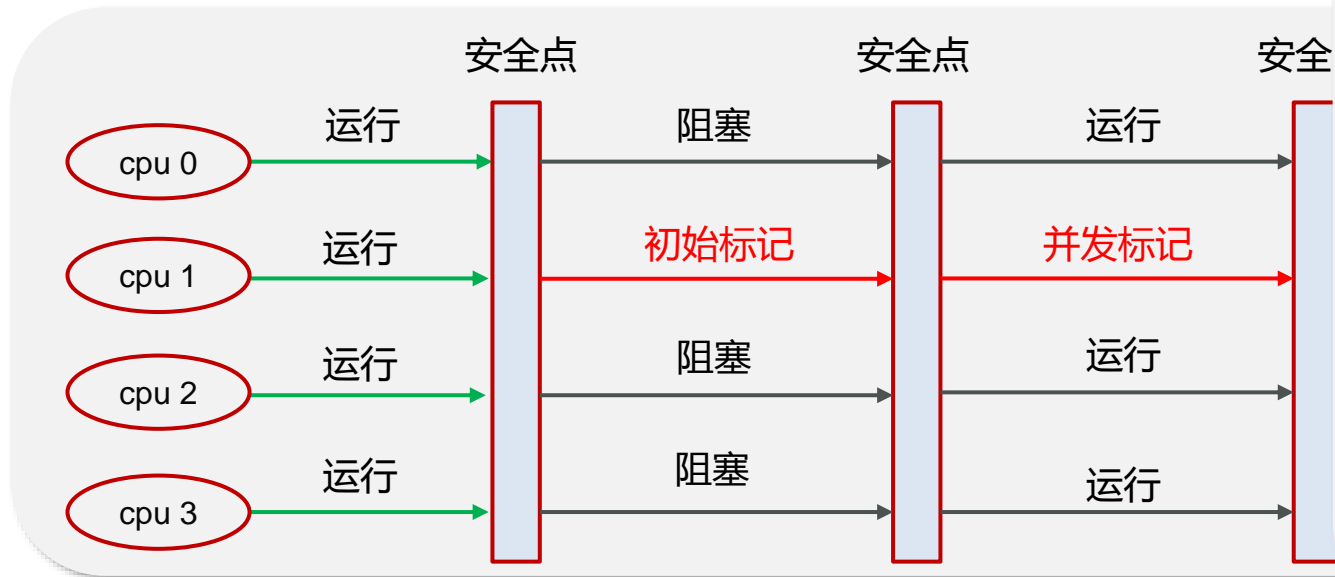 安全点 安全点 安全
cpu 0 运行 阻塞 运行
cpu 1 运行 初始标记 并发标记
cpu 2 运行 阻塞 运行
cpu 3 运行 阻塞 运行